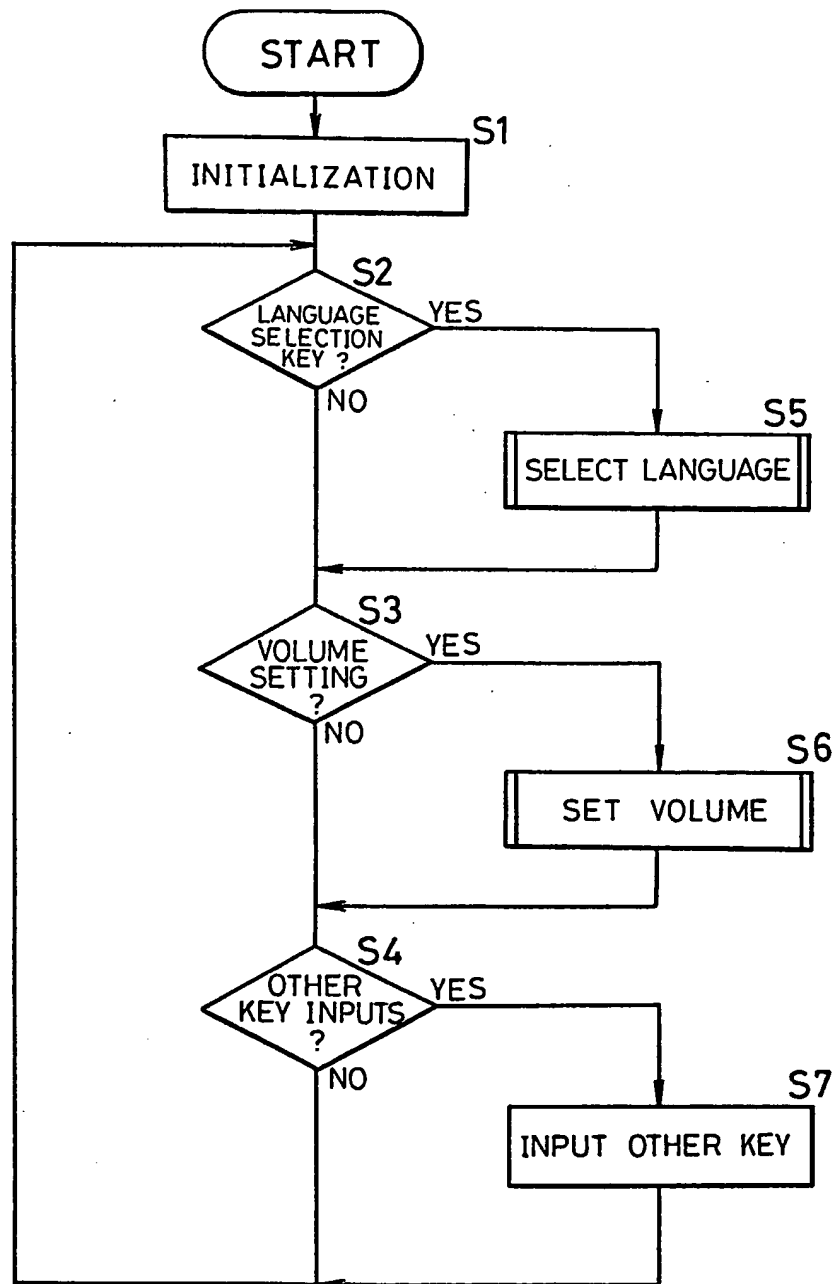 START
S1
INITIALIZATION
S2
LANGUAGE
SELECTION
KEY ?
YES
NO
S5
SELECT LANGUAGE
S3
VOLUME
SETTING
?
YES
NO
S6
SET VOLUME
S4
OTHER
KEY INPUTS
?
YES
NO
S7
INPUT OTHER KEY